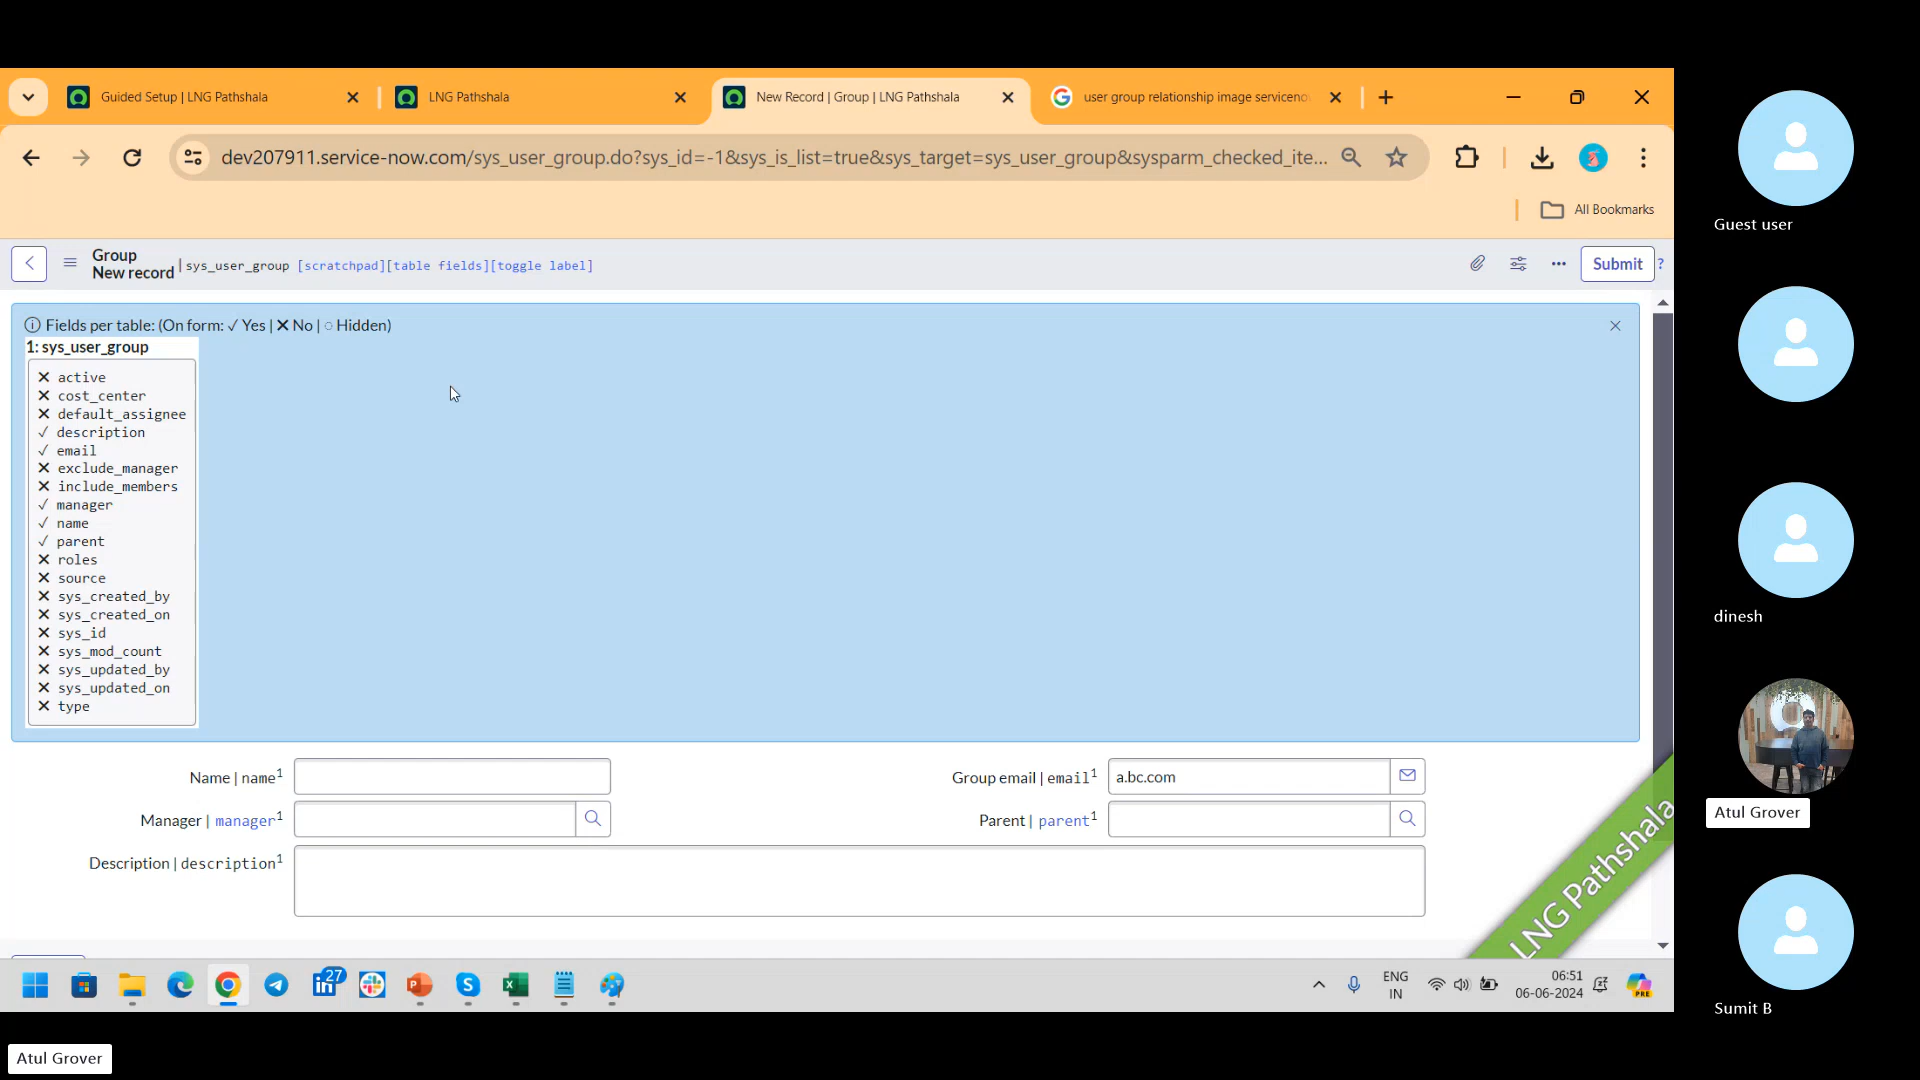 Guided Setup | LNG Pathshala
LNG Pathshala
New Record | Group | LNG Pathshala
user group relationship image serviceno
dev207911.service-now.com/sys_user_group.do?sys_id=-1&sys_is_list=true&sys_target=sys_user_group&sysparm_checked_ite...
All Bookmarks
Group
New record | sys_user_group [scratchpad][table fields][toggle label]
Submit ?
Fields per table: (On form: ✓ Yes | ✕ No | ◌ Hidden)
1: sys_user_group
✕ active
✕ cost_center
✕ default_assignee
✓ description
✓ email
✕ exclude_manager
✕ include_members
✓ manager
✓ name
✓ parent
✕ roles
✕ source
✕ sys_created_by
✕ sys_created_on
✕ sys_id
✕ sys_mod_count
✕ sys_updated_by
✕ sys_updated_on
✕ type
Name | name¹
Group email | email¹ a.bc.com
Manager | manager¹
Parent | parent¹
Description | description¹
LNG Pathshala
27
ENG
IN
06:51
06-06-2024
PRE
Guest user
dinesh
Atul Grover
Sumit B
Atul Grover